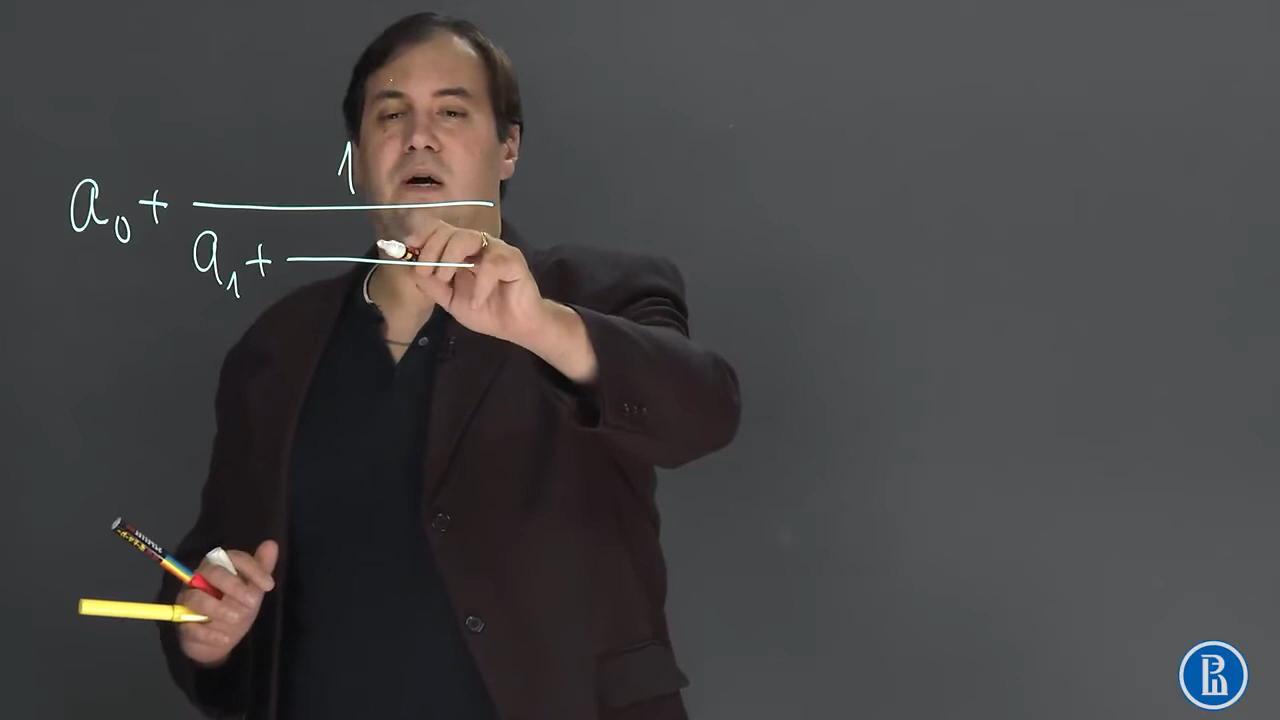 1
a₀ +
a₁ +